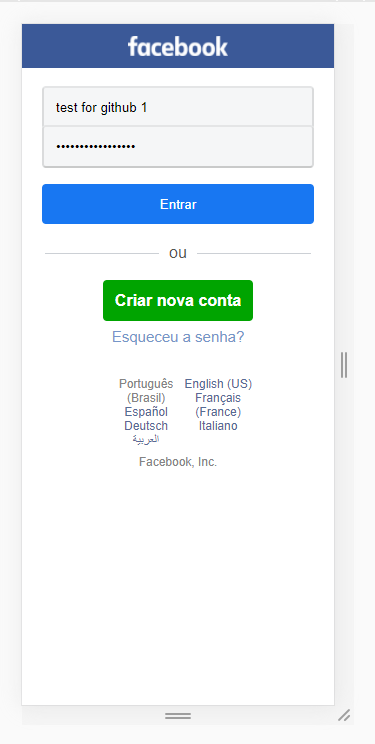 facebook
test for github 1
•••••••••••••••••
Entrar
ou
Criar nova conta
Esqueceu a senha?
Português (Brasil)
Español
Deutsch
العربية
English (US)
Français (France)
Italiano
Facebook, Inc.